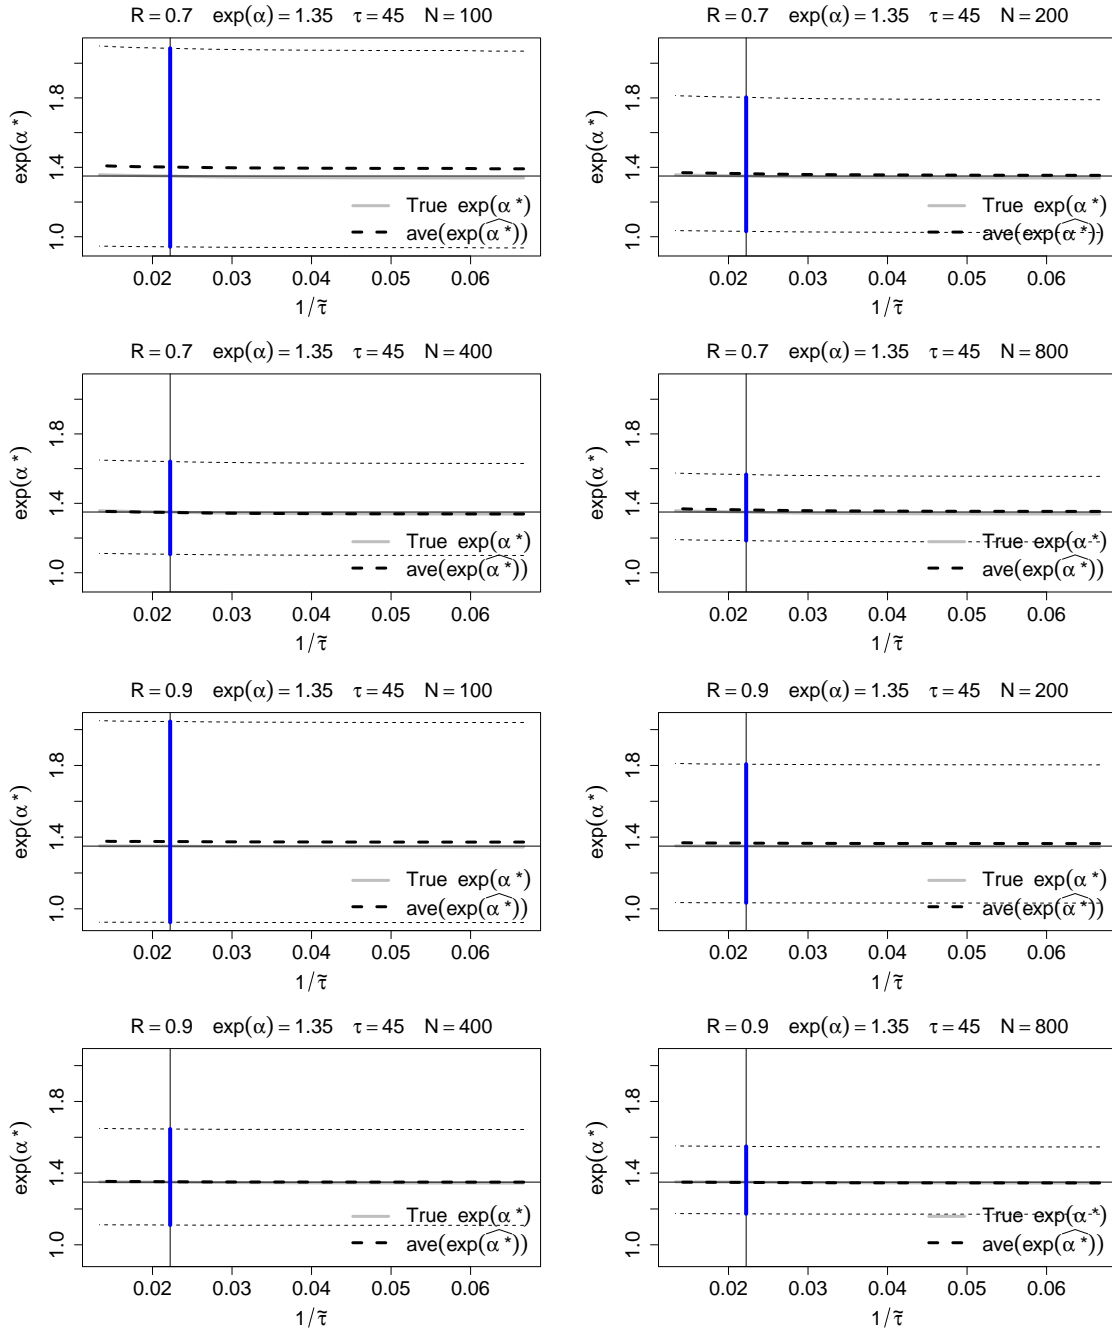 R = 0.7 exp(α) = 1.35 τ = 45 N = 100
exp(α*)
1.8
1.4
1.0
True exp(α*)
ave(exp(α̂*))
0.02 0.03 0.04 0.05 0.06
1/τ̃
R = 0.7 exp(α) = 1.35 τ = 45 N = 200
exp(α*)
1.8
1.4
1.0
True exp(α*)
ave(exp(α̂*))
0.02 0.03 0.04 0.05 0.06
1/τ̃
R = 0.7 exp(α) = 1.35 τ = 45 N = 400
exp(α*)
1.8
1.4
1.0
True exp(α*)
ave(exp(α̂*))
0.02 0.03 0.04 0.05 0.06
1/τ̃
R = 0.7 exp(α) = 1.35 τ = 45 N = 800
exp(α*)
1.8
1.4
1.0
True exp(α*)
ave(exp(α̂*))
0.02 0.03 0.04 0.05 0.06
1/τ̃
R = 0.9 exp(α) = 1.35 τ = 45 N = 100
exp(α*)
1.8
1.4
1.0
True exp(α*)
ave(exp(α̂*))
0.02 0.03 0.04 0.05 0.06
1/τ̃
R = 0.9 exp(α) = 1.35 τ = 45 N = 200
exp(α*)
1.8
1.4
1.0
True exp(α*)
ave(exp(α̂*))
0.02 0.03 0.04 0.05 0.06
1/τ̃
R = 0.9 exp(α) = 1.35 τ = 45 N = 400
exp(α*)
1.8
1.4
1.0
True exp(α*)
ave(exp(α̂*))
0.02 0.03 0.04 0.05 0.06
1/τ̃
R = 0.9 exp(α) = 1.35 τ = 45 N = 800
exp(α*)
1.8
1.4
1.0
True exp(α*)
ave(exp(α̂*))
0.02 0.03 0.04 0.05 0.06
1/τ̃